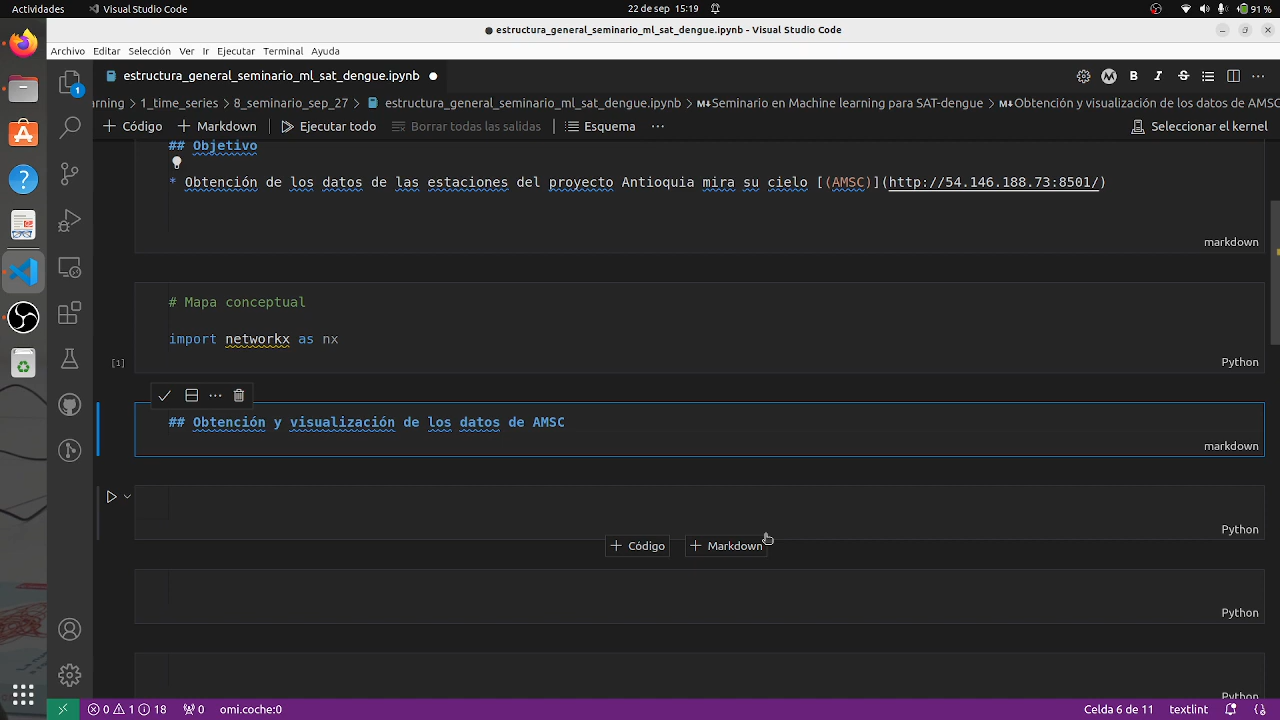 Actividades
Visual Studio Code
22 de sep 15:19
91 %
estructura_general_seminario_ml_sat_dengue.ipynb - Visual Studio Code
Archivo Editar Selección Ver Ir Ejecutar Terminal Ayuda
1
estructura_general_seminario_ml_sat_dengue.ipynb
rning > 1_time_series > 8_seminario_sep_27 > estructura_general_seminario_ml_sat_dengue.ipynb > Seminario en Machine learning para SAT-dengue > Obtención y visualización de los datos de AMSC
Código Markdown Ejecutar todo Borrar todas las salidas Esquema ... Seleccionar el kernel
## Objetivo
* Obtención de los datos de las estaciones del proyecto Antioquia mira su cielo [(AMSC)](http://54.146.188.73:8501/)
markdown
# Mapa conceptual
import networkx as nx
[1]
Python
## Obtención y visualización de los datos de AMSC
markdown
Python
+ Código + Markdown
Python
Python
0 1 18 0 omi.coche:0 Celda 6 de 11 textlint